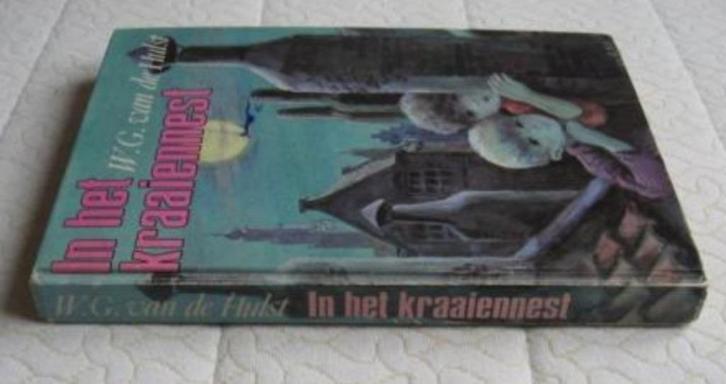 W.G. van de Hulst
In het
kraaiennest
W.G. van de Hulst In het kraaiennest